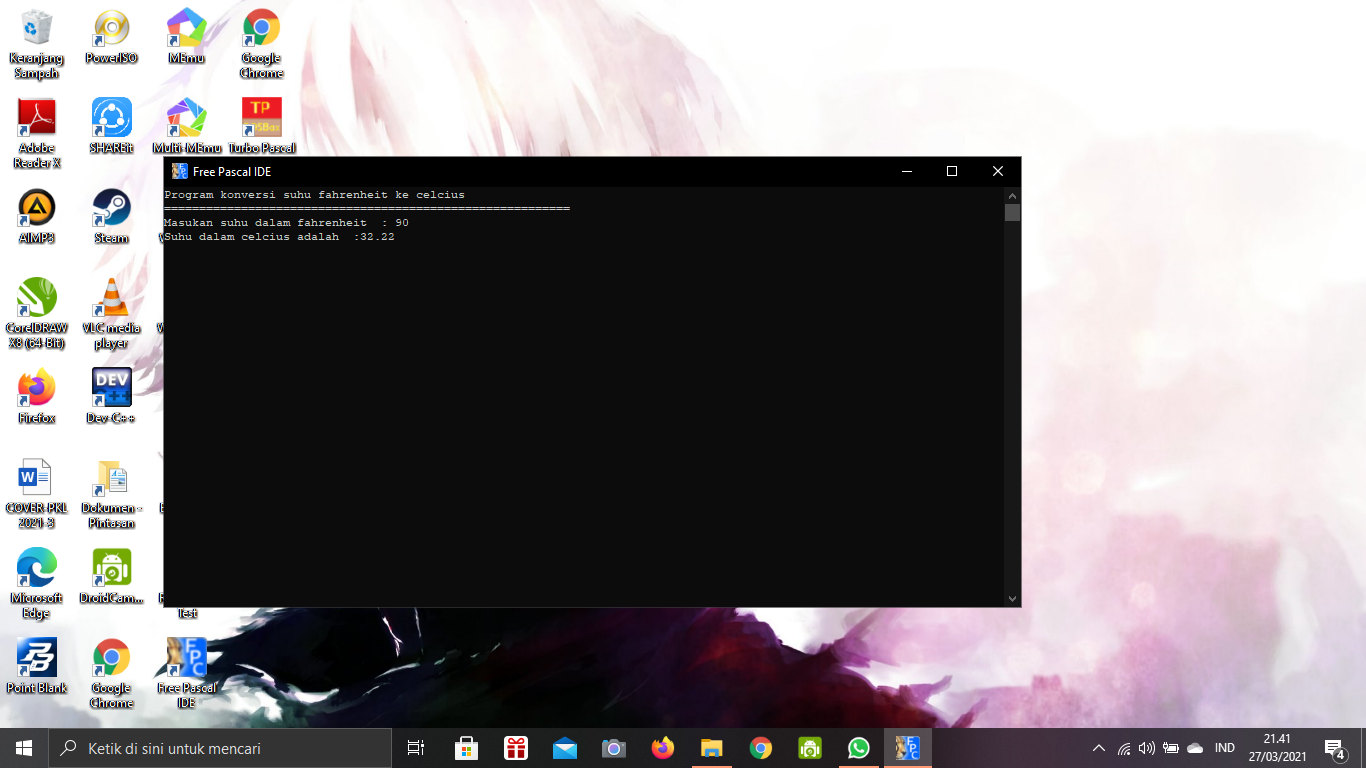 Keranjang Sampah
PowerISO
MEmu
Google Chrome
Adobe Reader X
SHAREit
Multi-MEmu
TP
Turbo Pascal
AIMP3
Steam
CorelDRAW X8 (64-Bit)
VLC media player
Firefox
DEV
Dev-C++
COVER-PKL 2021-3
Dokumen - Pintasan
Microsoft Edge
DroidCam...
Test
Point Blank
Google Chrome
FPC
Free Pascal IDE
Free Pascal IDE
Program konversi suhu fahrenheit ke celcius
==========================================================
Masukan suhu dalam fahrenheit  : 90
Suhu dalam celcius adalah  :32.22
Ketik di sini untuk mencari
IND
21.41
27/03/2021
4